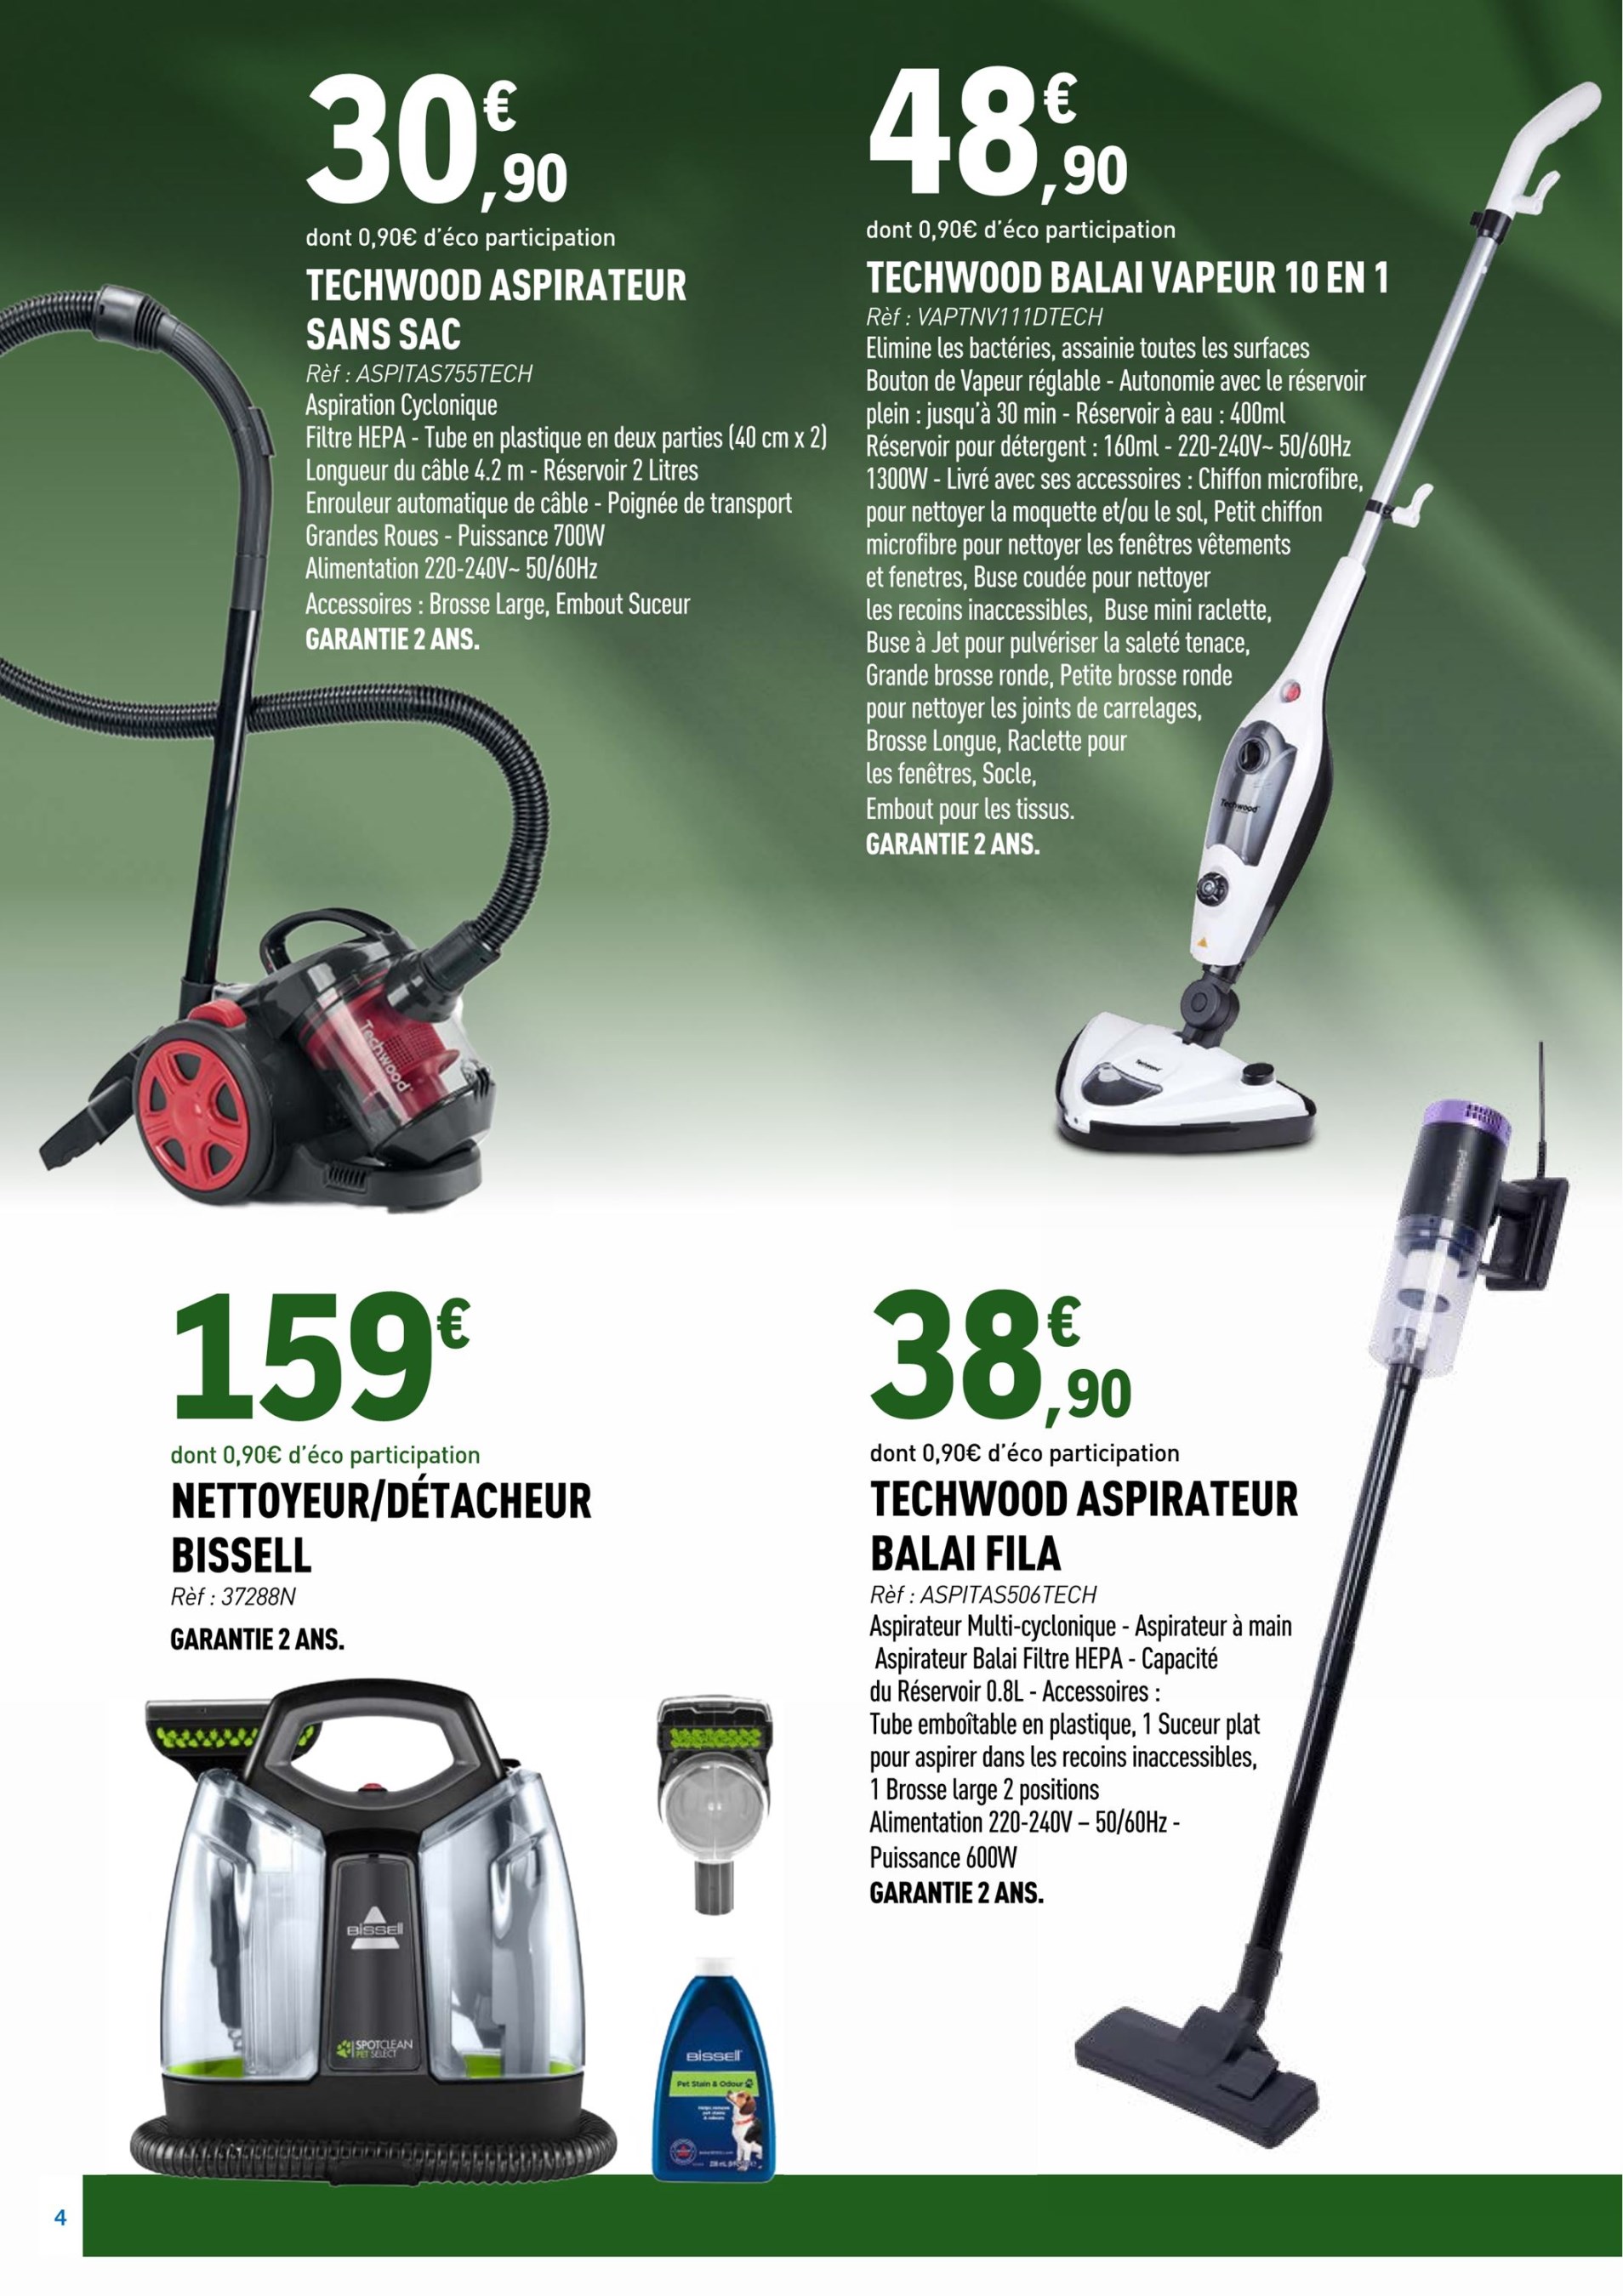 30€,90
dont 0,90€ d'éco participation
TECHWOOD ASPIRATEUR
SANS SAC
Rèf : ASPITAS755TECH
Aspiration Cyclonique
Filtre HEPA - Tube en plastique en deux parties (40 cm x 2)
Longueur du câble 4.2 m - Réservoir 2 Litres
Enrouleur automatique de câble - Poignée de transport
Grandes Roues - Puissance 700W
Alimentation 220-240V~ 50/60Hz
Accessoires : Brosse Large, Embout Suceur
GARANTIE 2 ANS.
Techwood
48€,90
dont 0,90€ d'éco participation
TECHWOOD BALAI VAPEUR 10 EN 1
Rèf : VAPTNV111DTECH
Elimine les bactéries, assainie toutes les surfaces
Bouton de Vapeur réglable - Autonomie avec le réservoir
plein : jusqu'à 30 min - Réservoir à eau : 400ml
Réservoir pour détergent : 160ml - 220-240V~ 50/60Hz
1300W - Livré avec ses accessoires : Chiffon microfibre,
pour nettoyer la moquette et/ou le sol, Petit chiffon
microfibre pour nettoyer les fenêtres vêtements
et fenetres, Buse coudée pour nettoyer
les recoins inaccessibles, Buse mini raclette,
Buse à Jet pour pulvériser la saleté tenace,
Grande brosse ronde, Petite brosse ronde
pour nettoyer les joints de carrelages,
Brosse Longue, Raclette pour
les fenêtres, Socle,
Embout pour les tissus.
GARANTIE 2 ANS.
Techwood
Techwood
159€
dont 0,90€ d'éco participation
NETTOYEUR/DÉTACHEUR
BISSELL
Rèf : 37288N
GARANTIE 2 ANS.
BISSELL
SPOTCLEAN
PET SELECT
BISSELL
Pet Stain & Odour
38€,90
dont 0,90€ d'éco participation
TECHWOOD ASPIRATEUR
BALAI FILA
Rèf : ASPITAS506TECH
Aspirateur Multi-cyclonique - Aspirateur à main
Aspirateur Balai Filtre HEPA - Capacité
du Réservoir 0.8L - Accessoires :
Tube emboîtable en plastique, 1 Suceur plat
pour aspirer dans les recoins inaccessibles,
1 Brosse large 2 positions
Alimentation 220-240V – 50/60Hz -
Puissance 600W
GARANTIE 2 ANS.
Techwood
4